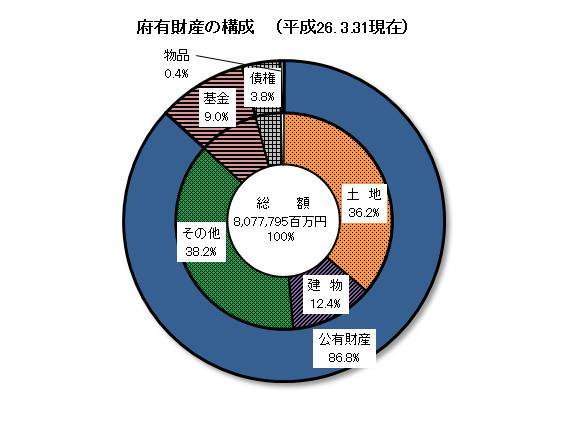 府有財産の構成　（平成26.3.31現在）
物品
0.4%
債権
3.8%
基金
9.0%
土　地
36.2%
総　　額
8,077,795百万円
100%
その他
38.2%
建　物
12.4%
公有財産
86.8%